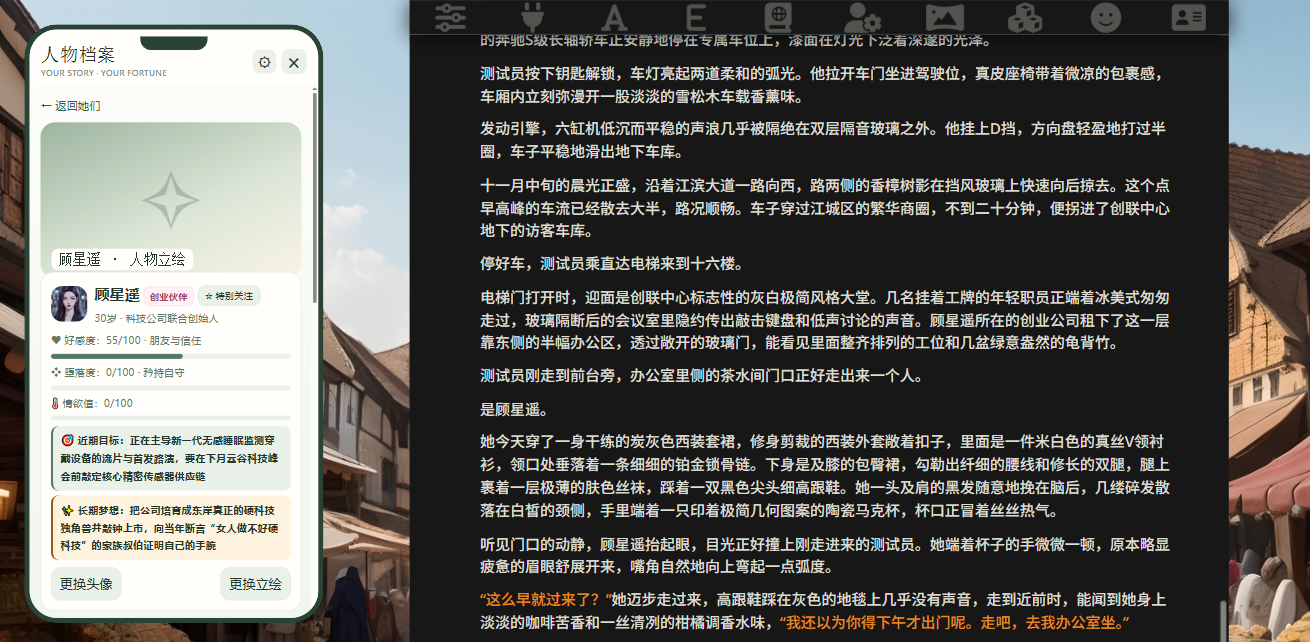 人物档案
YOUR STORY · YOUR FORTUNE
← 返回她们
顾星遥 · 人物立绘
顾星遥 创业伙伴 ☆ 特别关注
30岁 · 科技公司联合创始人
好感度：55/100 · 朋友与信任
堕落度：0/100 · 矜持自守
情欲值：0/100
近期目标：正在主导新一代无感睡眠监测穿
戴设备的流片与首发路演，要在下月云谷科技峰
会前敲定核心精密传感器供应链
长期梦想：把公司培育成东岸真正的硬科技
独角兽并敲钟上市，向当年断言“女人做不好硬
科技”的家族叔伯证明自己的手腕
更换头像 更换立绘
的奔驰S级长轴轿车正安静地停在专属车位上，漆面在灯光下泛着深邃的光泽。
测试员按下钥匙解锁，车灯亮起两道柔和的弧光。他拉开车门坐进驾驶位，真皮座椅带着微凉的包裹感，
车厢内立刻弥漫开一股淡淡的雪松木车载香薰味。
发动引擎，六缸机低沉而平稳的声浪几乎被隔绝在双层隔音玻璃之外。他挂上D挡，方向盘轻盈地打过半
圈，车子平稳地滑出地下车库。
十一月中旬的晨光正盛，沿着江滨大道一路向西，路两侧的香樟树影在挡风玻璃上快速向后掠去。这个点
早高峰的车流已经散去大半，路况顺畅。车子穿过江城区的繁华商圈，不到二十分钟，便拐进了创联中心
地下的访客车库。
停好车，测试员乘直达电梯来到十六楼。
电梯门打开时，迎面是创联中心标志性的灰白极简风格大堂。几名挂着工牌的年轻职员正端着冰美式匆匆
走过，玻璃隔断后的会议室里隐约传出敲击键盘和低声讨论的声音。顾星遥所在的创业公司租下了这一层
靠东侧的半幅办公区，透过敞开的玻璃门，能看见里面整齐排列的工位和几盆绿意盎然的龟背竹。
测试员刚走到前台旁，办公室里侧的茶水间门口正好走出来一个人。
是顾星遥。
她今天穿了一身干练的炭灰色西装套裙，修身剪裁的西装外套敞着扣子，里面是一件米白色的真丝V领衬
衫，领口处垂落着一条细细的铂金锁骨链。下身是及膝的包臀裙，勾勒出纤细的腰线和修长的双腿，腿上
裹着一层极薄的肤色丝袜，踩着一双黑色尖头细高跟鞋。她一头及肩的黑发随意地挽在脑后，几缕碎发散
落在白皙的颈侧，手里端着一只印着极简几何图案的陶瓷马克杯，杯口正冒着丝丝热气。
听见门口的动静，顾星遥抬起眼，目光正好撞上刚走进来的测试员。她端着杯子的手微微一顿，原本略显
疲惫的眉眼舒展开来，嘴角自然地向上弯起一点弧度。
“这么早就过来了？”她迈步走过来，高跟鞋踩在灰色的地毯上几乎没有声音，走到近前时，能闻到她身上
淡淡的咖啡苦香和一丝清冽的柑橘调香水味，“我还以为你得下午才出门呢。走吧，去我办公室坐。”